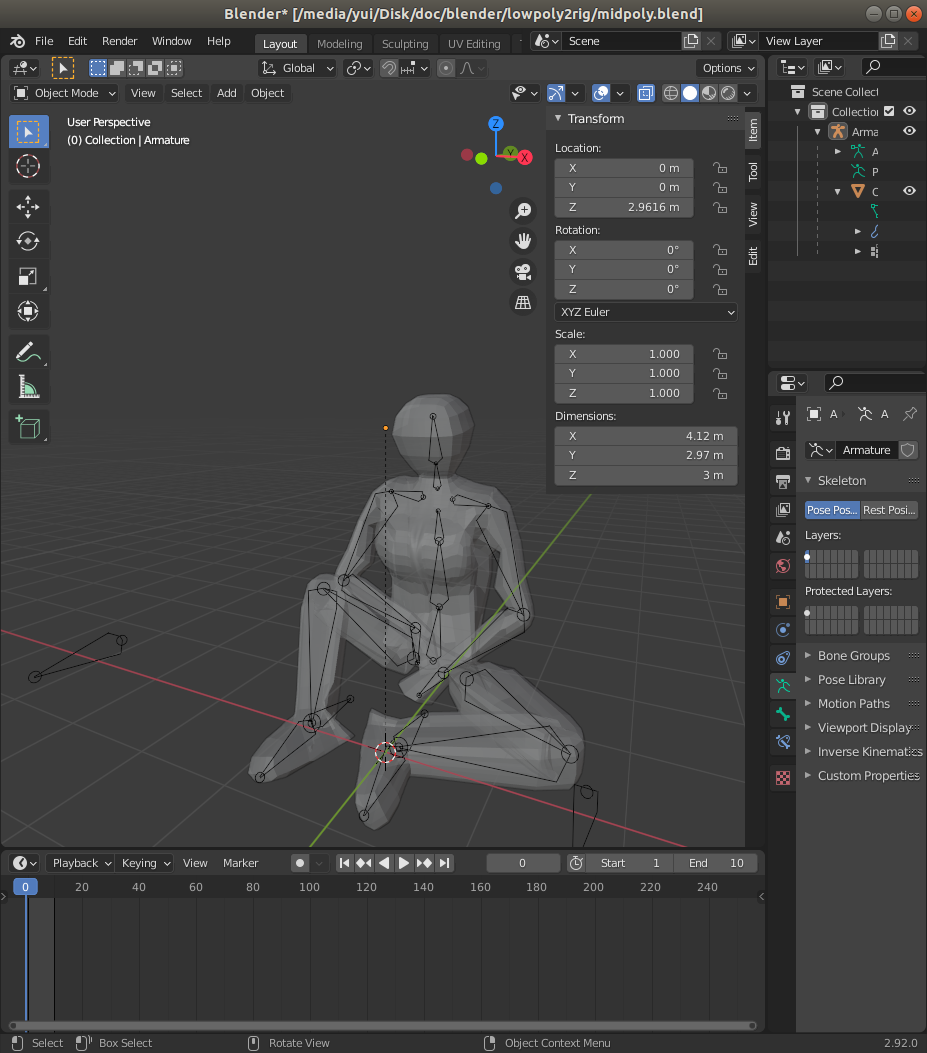 Blender* [/media/yui/Disk/doc/blender/lowpoly2rig/midpoly.blend]
File Edit Render Window Help Layout Modeling Sculpting UV Editing Scene View Layer
Global Options
Object Mode View Select Add Object
User Perspective
(0) Collection | Armature
Z
Y
X
Transform
Location:
X 0 m
Y 0 m
Z 2.9616 m
Rotation:
X 0°
Y 0°
Z 0°
XYZ Euler
Scale:
X 1.000
Y 1.000
Z 1.000
Dimensions:
X 4.12 m
Y 2.97 m
Z 3 m
Item
Tool
View
Edit
Scene Collect
Collection
Arma
A
P
C
A A
Armature
Skeleton
Pose Pos... Rest Posi...
Layers:
Protected Layers:
Bone Groups
Pose Library
Motion Paths
Viewport Display
Inverse Kinematics
Custom Properties
Playback Keying View Marker 0 Start 1 End 10
0 20 40 60 80 100 120 140 160 180 200 220 240
Select Box Select Rotate View Object Context Menu 2.92.0